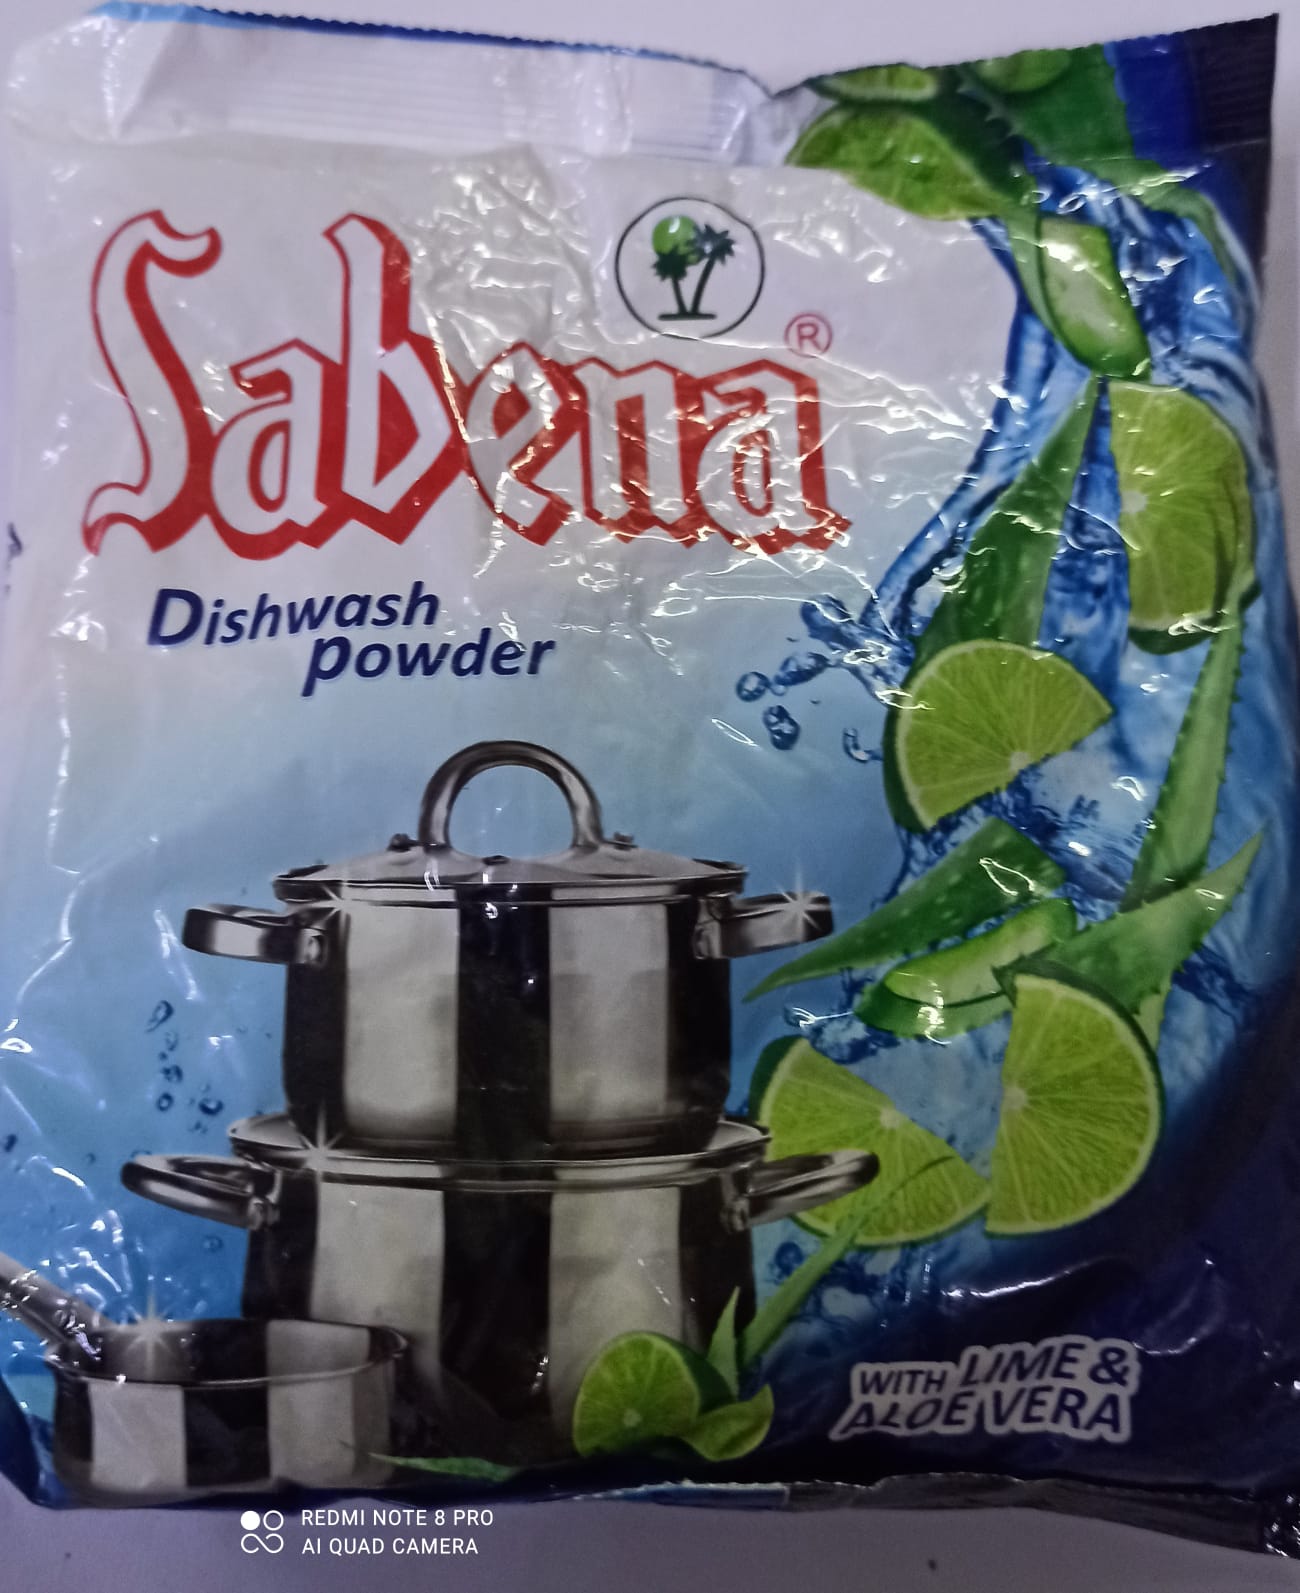 Sabena
®
Dishwash
powder
WITH LIME &
ALOE VERA
REDMI NOTE 8 PRO
AI QUAD CAMERA